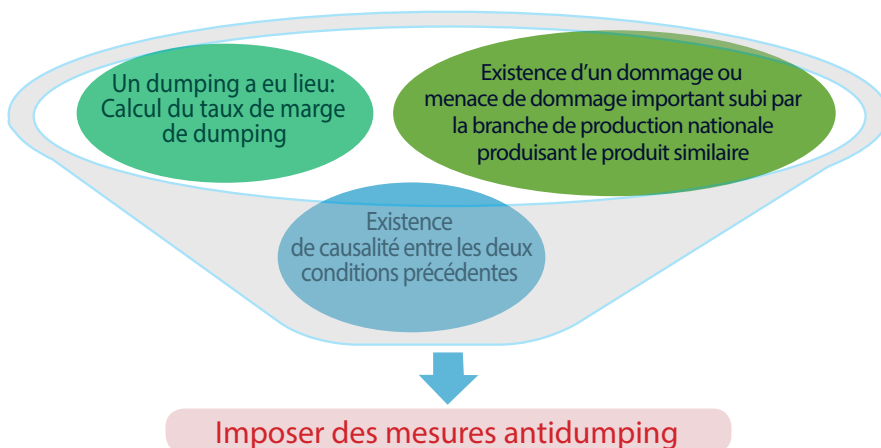 Un dumping a eu lieu:
Calcul du taux de marge
de dumping
Existence d’un dommage ou
menace de dommage important subi par
la branche de production nationale
produisant le produit similaire
Existence
de causalité entre les deux
conditions précédentes
Imposer des mesures antidumping